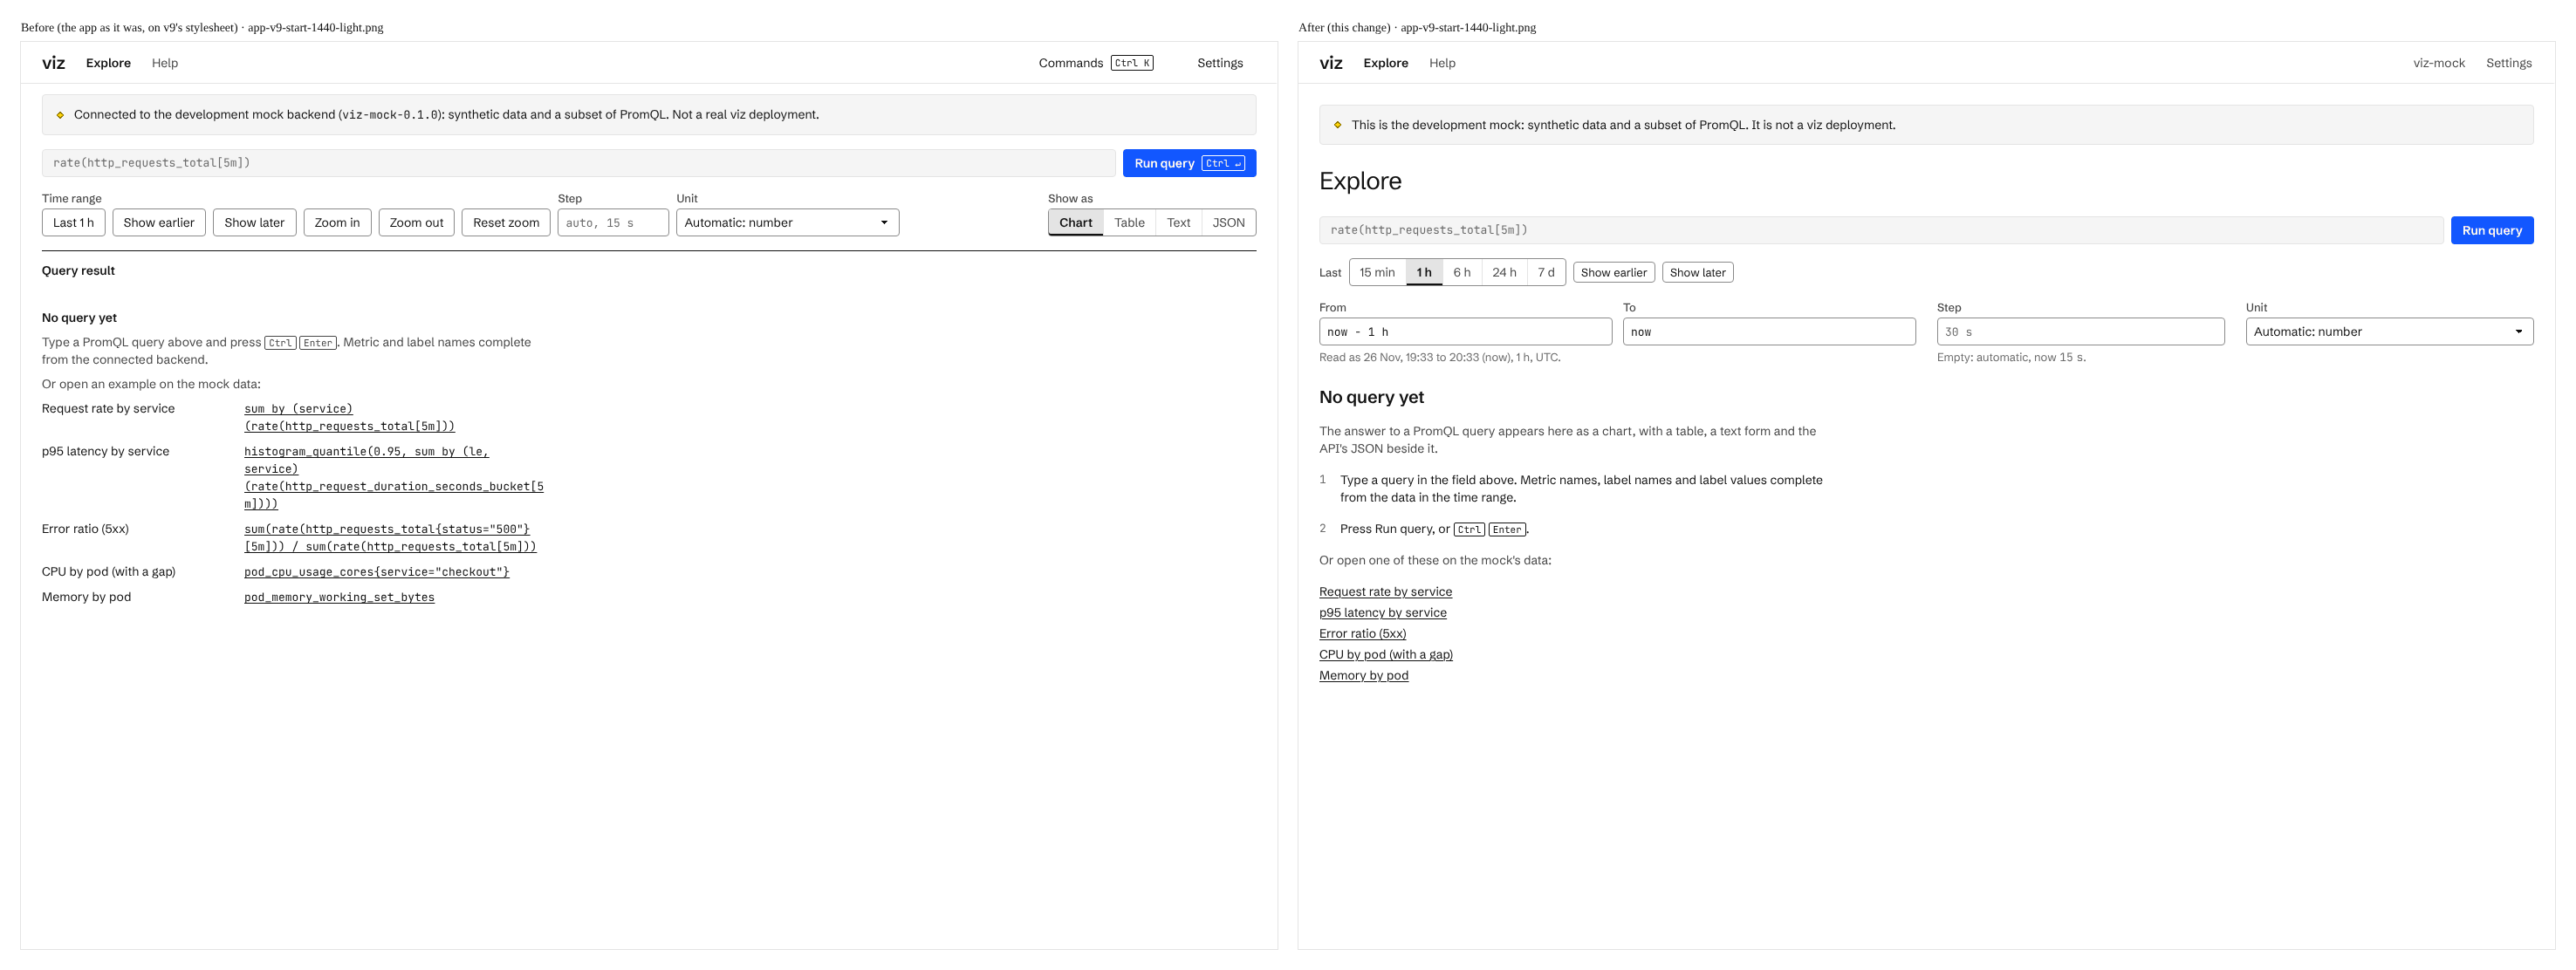 Before (the app as it was, on v9's stylesheet) · app-v9-start-1440-light.png
viz Explore Help Commands Ctrl K Settings
Connected to the development mock backend (viz-mock-0.1.0): synthetic data and a subset of PromQL. Not a real viz deployment.
rate(http_requests_total[5m]) Run query Ctrl ↵
Time range Step Unit Show as
Last 1 h Show earlier Show later Zoom in Zoom out Reset zoom auto, 15 s Automatic: number Chart Table Text JSON
Query result
No query yet
Type a PromQL query above and press Ctrl Enter. Metric and label names complete
from the connected backend.
Or open an example on the mock data:
Request rate by service sum by (service)
(rate(http_requests_total[5m]))
p95 latency by service histogram_quantile(0.95, sum by (le,
service)
(rate(http_request_duration_seconds_bucket[5
m])))
Error ratio (5xx) sum(rate(http_requests_total{status="500"}
[5m])) / sum(rate(http_requests_total[5m]))
CPU by pod (with a gap) pod_cpu_usage_cores{service="checkout"}
Memory by pod pod_memory_working_set_bytes
After (this change) · app-v9-start-1440-light.png
viz Explore Help viz-mock Settings
This is the development mock: synthetic data and a subset of PromQL. It is not a viz deployment.
Explore
rate(http_requests_total[5m]) Run query
Last 15 min 1 h 6 h 24 h 7 d Show earlier Show later
From To Step Unit
now - 1 h now 30 s Automatic: number
Read as 26 Nov, 19:33 to 20:33 (now), 1 h, UTC. Empty: automatic, now 15 s.
No query yet
The answer to a PromQL query appears here as a chart, with a table, a text form and the
API's JSON beside it.
1 Type a query in the field above. Metric names, label names and label values complete
from the data in the time range.
2 Press Run query, or Ctrl Enter.
Or open one of these on the mock's data:
Request rate by service
p95 latency by service
Error ratio (5xx)
CPU by pod (with a gap)
Memory by pod